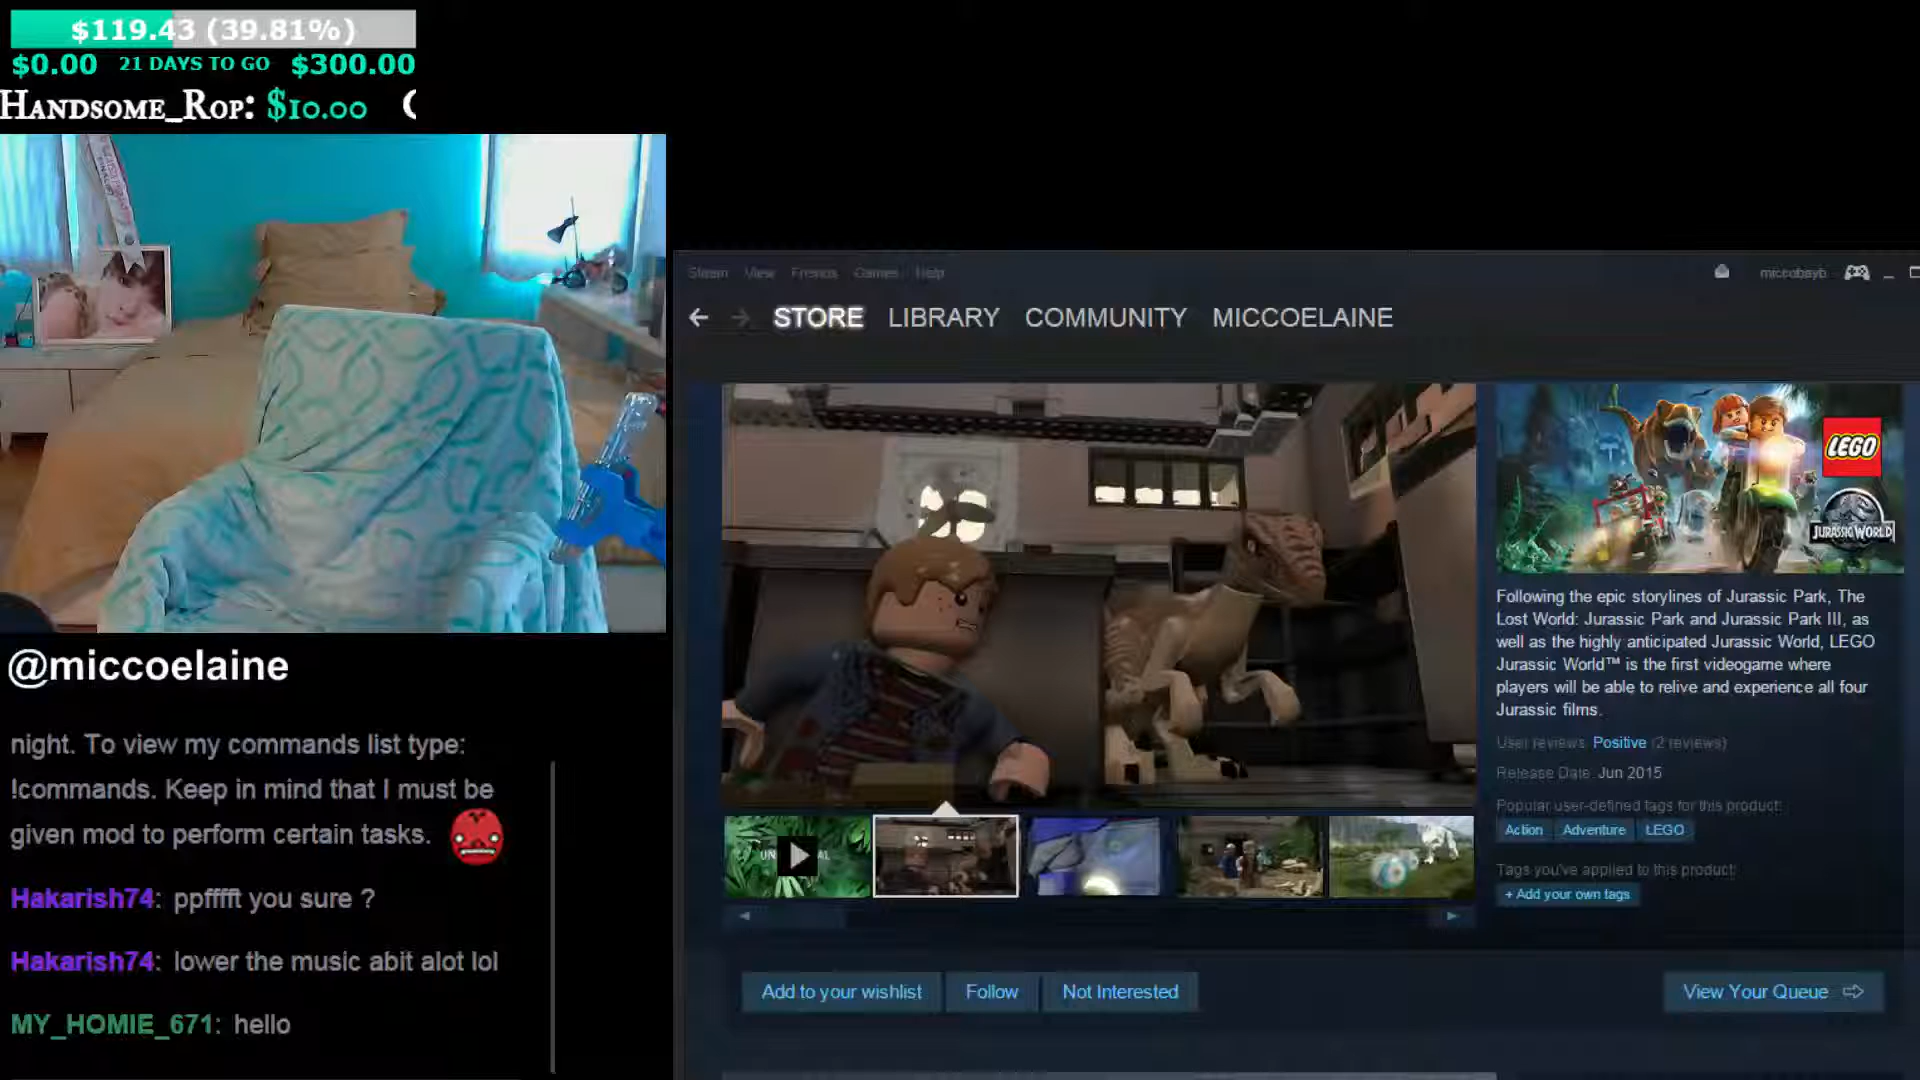 $119.43 (39.81%)
$0.00 21 DAYS TO GO $300.00
HANDSOME_ROP: $10.00
@miccoelaine
night. To view my commands list type:
!commands. Keep in mind that I must be
given mod to perform certain tasks.
Hakarish74: ppfffft you sure ?
Hakarish74: lower the music abit alot lol
MY_HOMIE_671: hello
Steam View Friends Games Help
miccobayb
STORE LIBRARY COMMUNITY MICCOELAINE
LEGO
JURASSIC WORLD
Following the epic storylines of Jurassic Park, The
Lost World: Jurassic Park and Jurassic Park III, as
well as the highly anticipated Jurassic World, LEGO
Jurassic World™ is the first videogame where
players will be able to relive and experience all four
Jurassic films.
User reviews: Positive (2 reviews)
Release Date: Jun 2015
Popular user-defined tags for this product:
Action Adventure LEGO
Tags you've applied to this product:
+ Add your own tags
Add to your wishlist Follow Not Interested View Your Queue